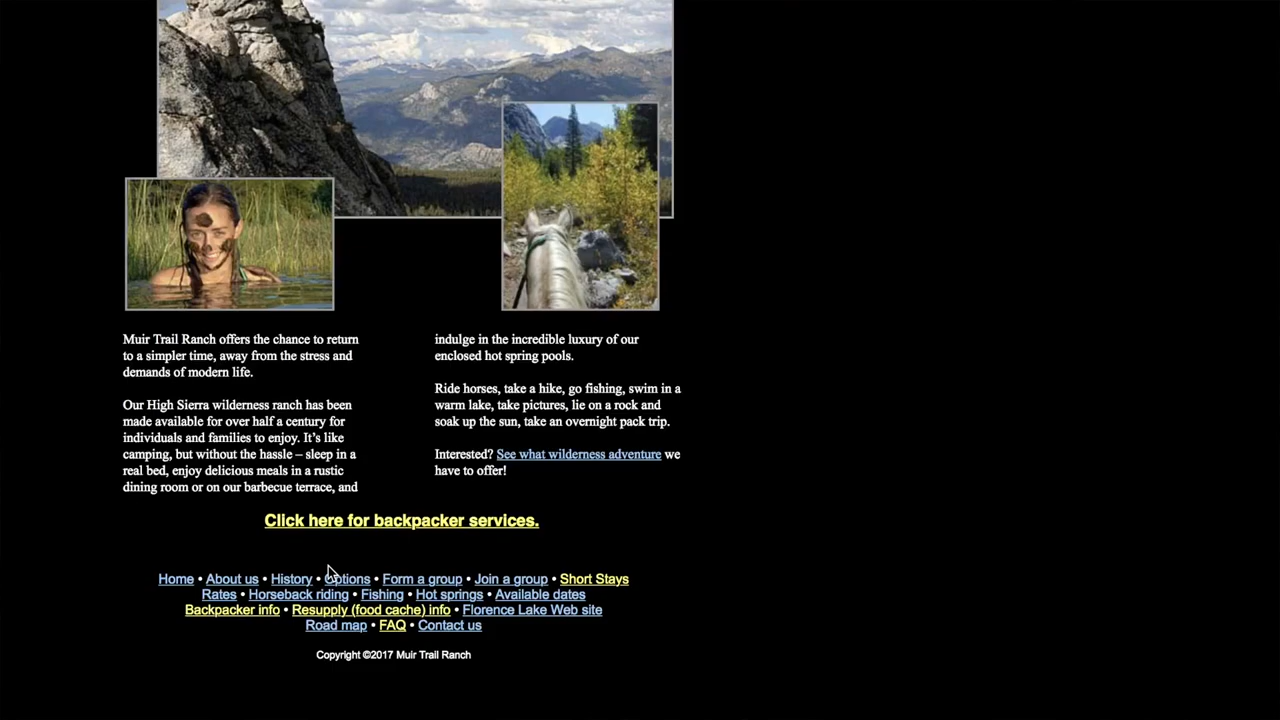 Muir Trail Ranch offers the chance to return
to a simpler time, away from the stress and
demands of modern life.
Our High Sierra wilderness ranch has been
made available for over half a century for
individuals and families to enjoy. It’s like
camping, but without the hassle – sleep in a
real bed, enjoy delicious meals in a rustic
dining room or on our barbecue terrace, and
indulge in the incredible luxury of our
enclosed hot spring pools.
Ride horses, take a hike, go fishing, swim in a
warm lake, take pictures, lie on a rock and
soak up the sun, take an overnight pack trip.
Interested? See what wilderness adventure we
have to offer!
Click here for backpacker services.
Home • About us • History • Options • Form a group • Join a group • Short Stays
Rates • Horseback riding • Fishing • Hot springs • Available dates
Backpacker info • Resupply (food cache) info • Florence Lake Web site
Road map • FAQ • Contact us
Copyright ©2017 Muir Trail Ranch